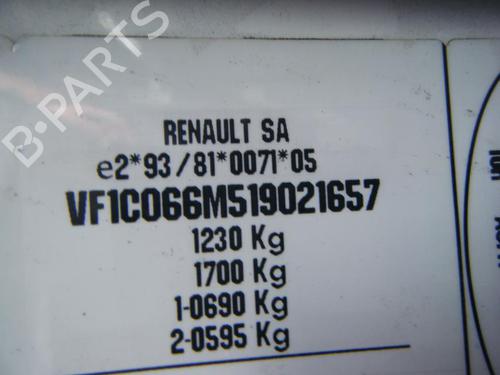 B-PARTS
RENAULT SA
e2*93/81*0071*05
VF1C066M519021657
1230 Kg
1700 Kg
1-0690 Kg
2-0595 Kg